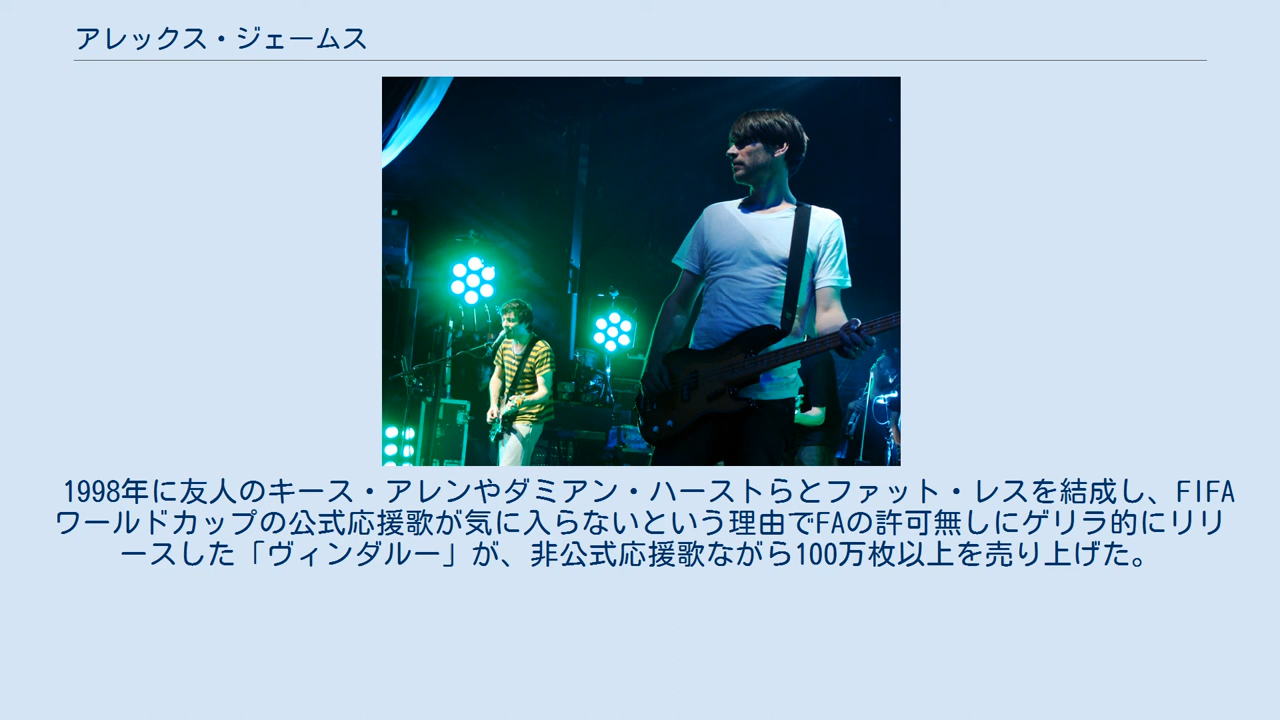 アレックス・ジェームス
1998年に友人のキース・アレンやダミアン・ハーストらとファット・レスを結成し、FIFA
ワールドカップの公式応援歌が気に入らないという理由でFAの許可無しにゲリラ的にリリ
ースした「ヴィンダルー」が、非公式応援歌ながら100万枚以上を売り上げた。